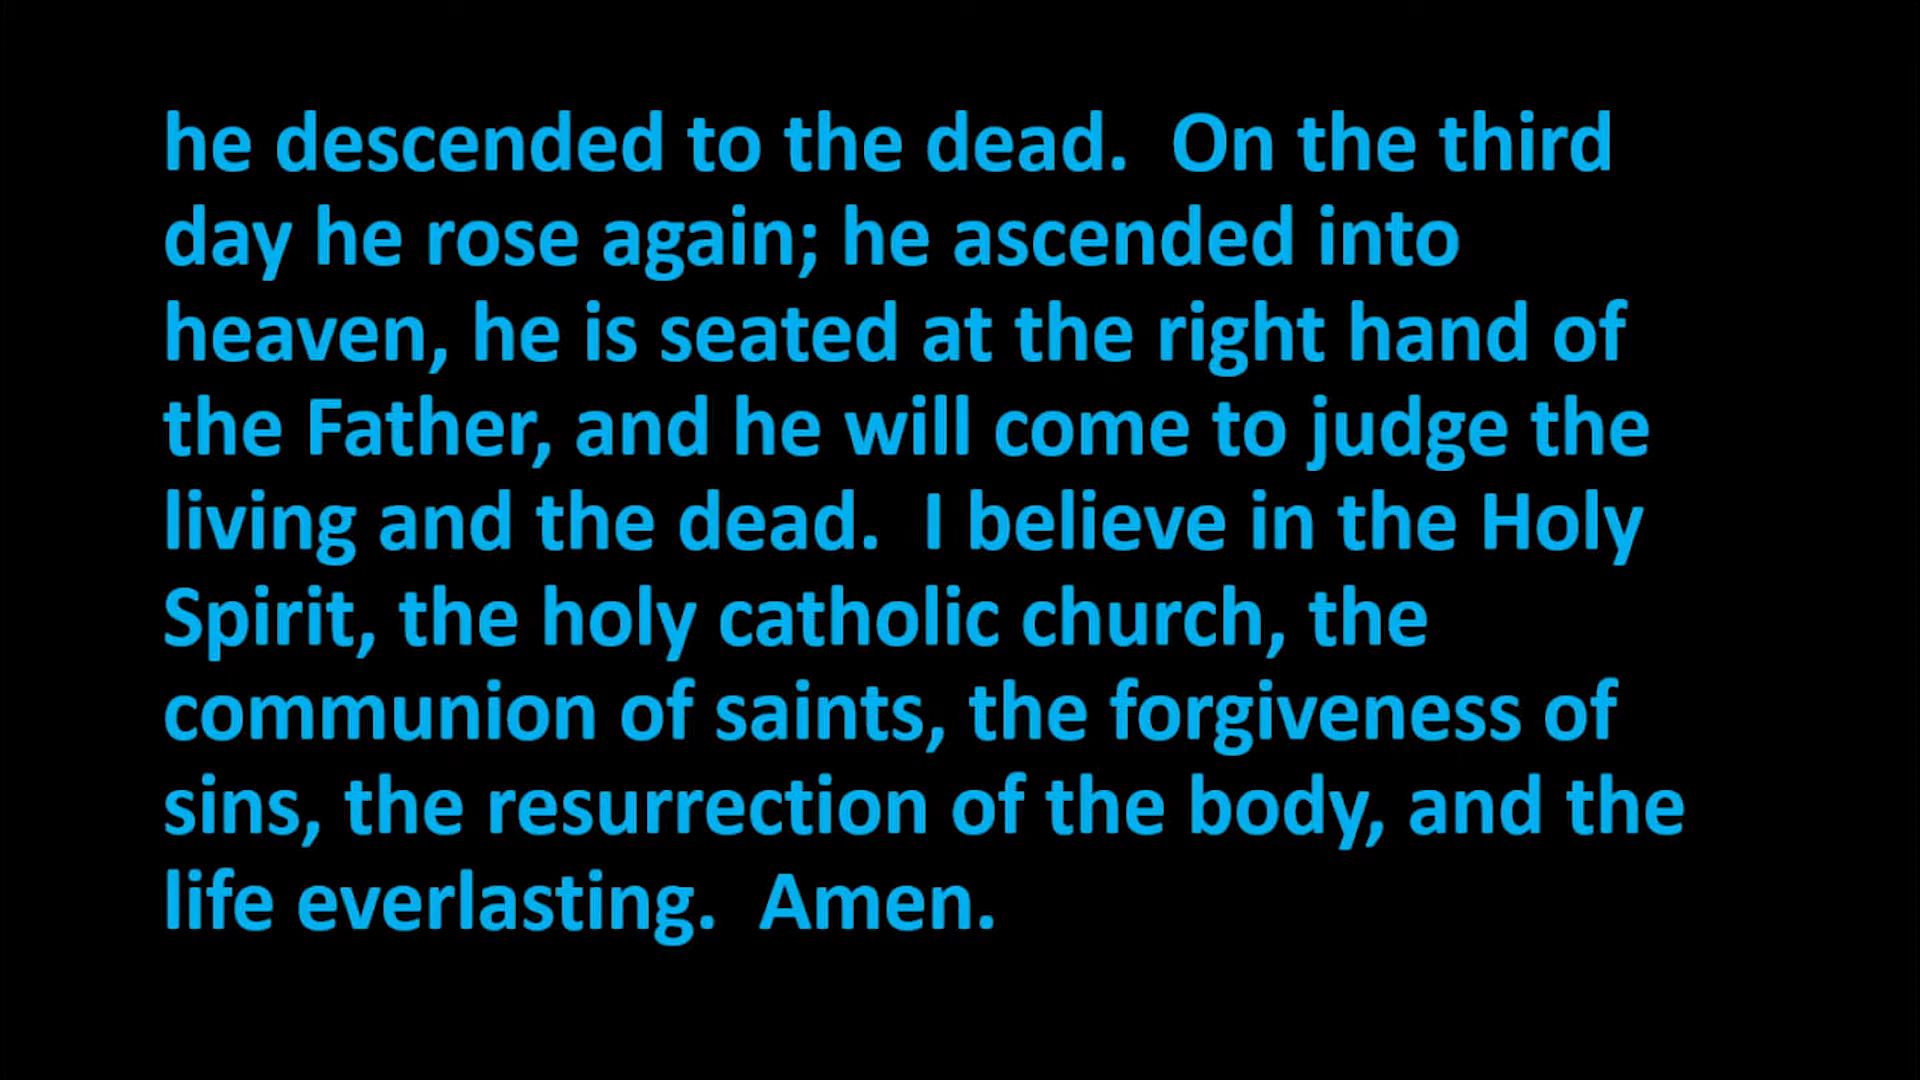 he descended to the dead.  On the third
day he rose again; he ascended into
heaven, he is seated at the right hand of
the Father, and he will come to judge the
living and the dead.  I believe in the Holy
Spirit, the holy catholic church, the
communion of saints, the forgiveness of
sins, the resurrection of the body, and the
life everlasting.  Amen.